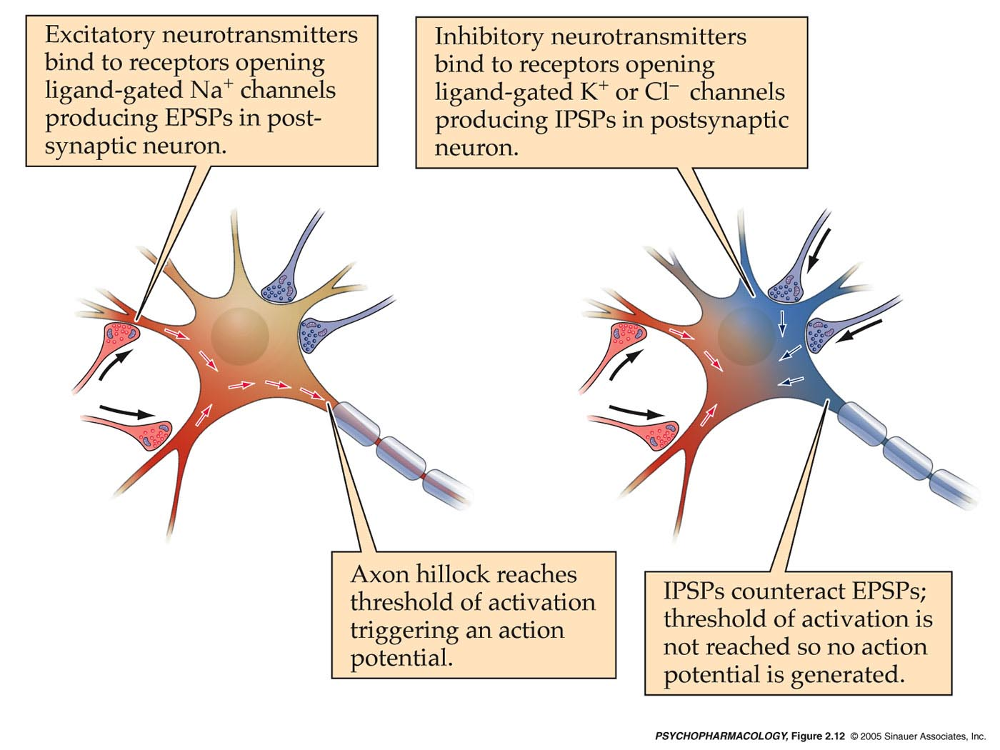 Excitatory neurotransmitters
bind to receptors opening
ligand-gated Na⁺ channels
producing EPSPs in post-
synaptic neuron.
Inhibitory neurotransmitters
bind to receptors opening
ligand-gated K⁺ or Cl⁻ channels
producing IPSPs in postsynaptic
neuron.
Axon hillock reaches
threshold of activation
triggering an action
potential.
IPSPs counteract EPSPs;
threshold of activation is
not reached so no action
potential is generated.
PSYCHOPHARMACOLOGY, Figure 2.12 © 2005 Sinauer Associates, Inc.